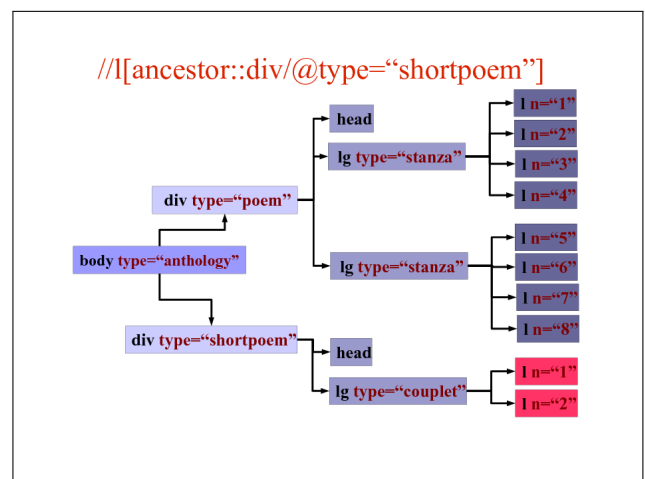 //l[ancestor::div/@type=“shortpoem”]
l n=“1”
head
l n=“2”
lg type=“stanza”
l n=“3”
l n=“4”
div type=“poem”
l n=“5”
body type=“anthology”
lg type=“stanza”
l n=“6”
l n=“7”
l n=“8”
div type=“shortpoem”
head
l n=“1”
lg type=“couplet”
l n=“2”